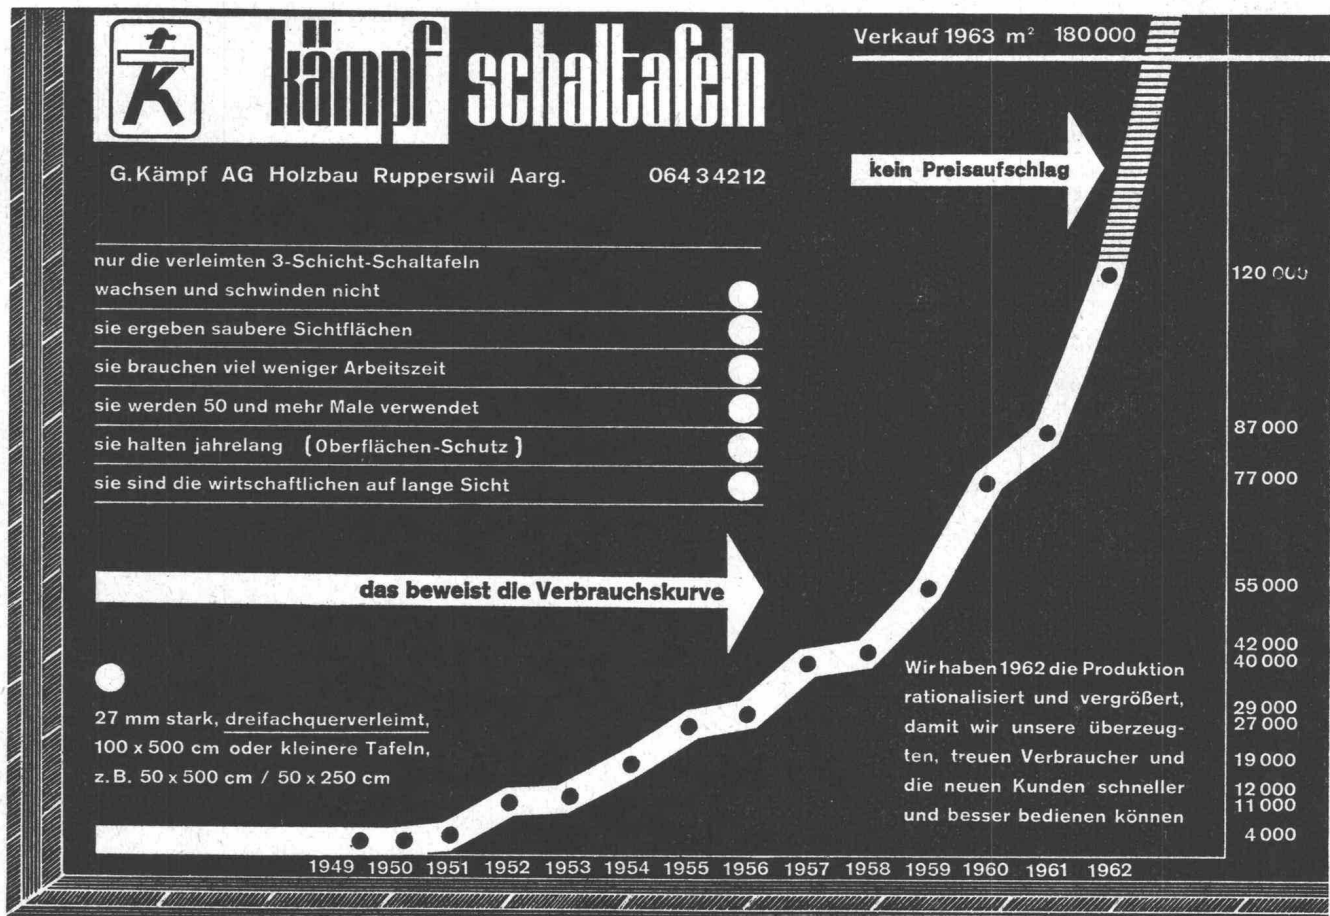 kämpf schaltafeln
G. Kämpf AG Holzbau Rupperswil Aarg. 064 3 42 12
nur die verleimten 3-Schicht-Schaltafeln
wachsen und schwinden nicht
sie ergeben saubere Sichtflächen
sie brauchen viel weniger Arbeitszeit
sie werden 50 und mehr Male verwendet
sie halten jahrelang (Oberflächen-Schutz)
sie sind die wirtschaftlichen auf lange Sicht
das beweist die Verbrauchskurve
27 mm stark, dreifachquerverleimt,
100 x 500 cm oder kleinere Tafeln,
z.B. 50 x 500 cm / 50 x 250 cm
Verkauf 1963 m² 180 000
kein Preisaufschlag
Wir haben 1962 die Produktion
rationalisiert und vergrößert,
damit wir unsere überzeug-
ten, treuen Verbraucher und
die neuen Kunden schneller
und besser bedienen können
120 000
87 000
77 000
55 000
42 000
40 000
29 000
27 000
19 000
12 000
11 000
4 000
1949 1950 1951 1952 1953 1954 1955 1956 1957 1958 1959 1960 1961 1962